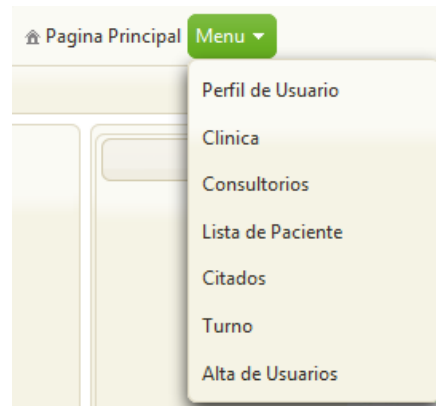 Pagina Principal Menu
Perfil de Usuario
Clinica
Consultorios
Lista de Paciente
Citados
Turno
Alta de Usuarios